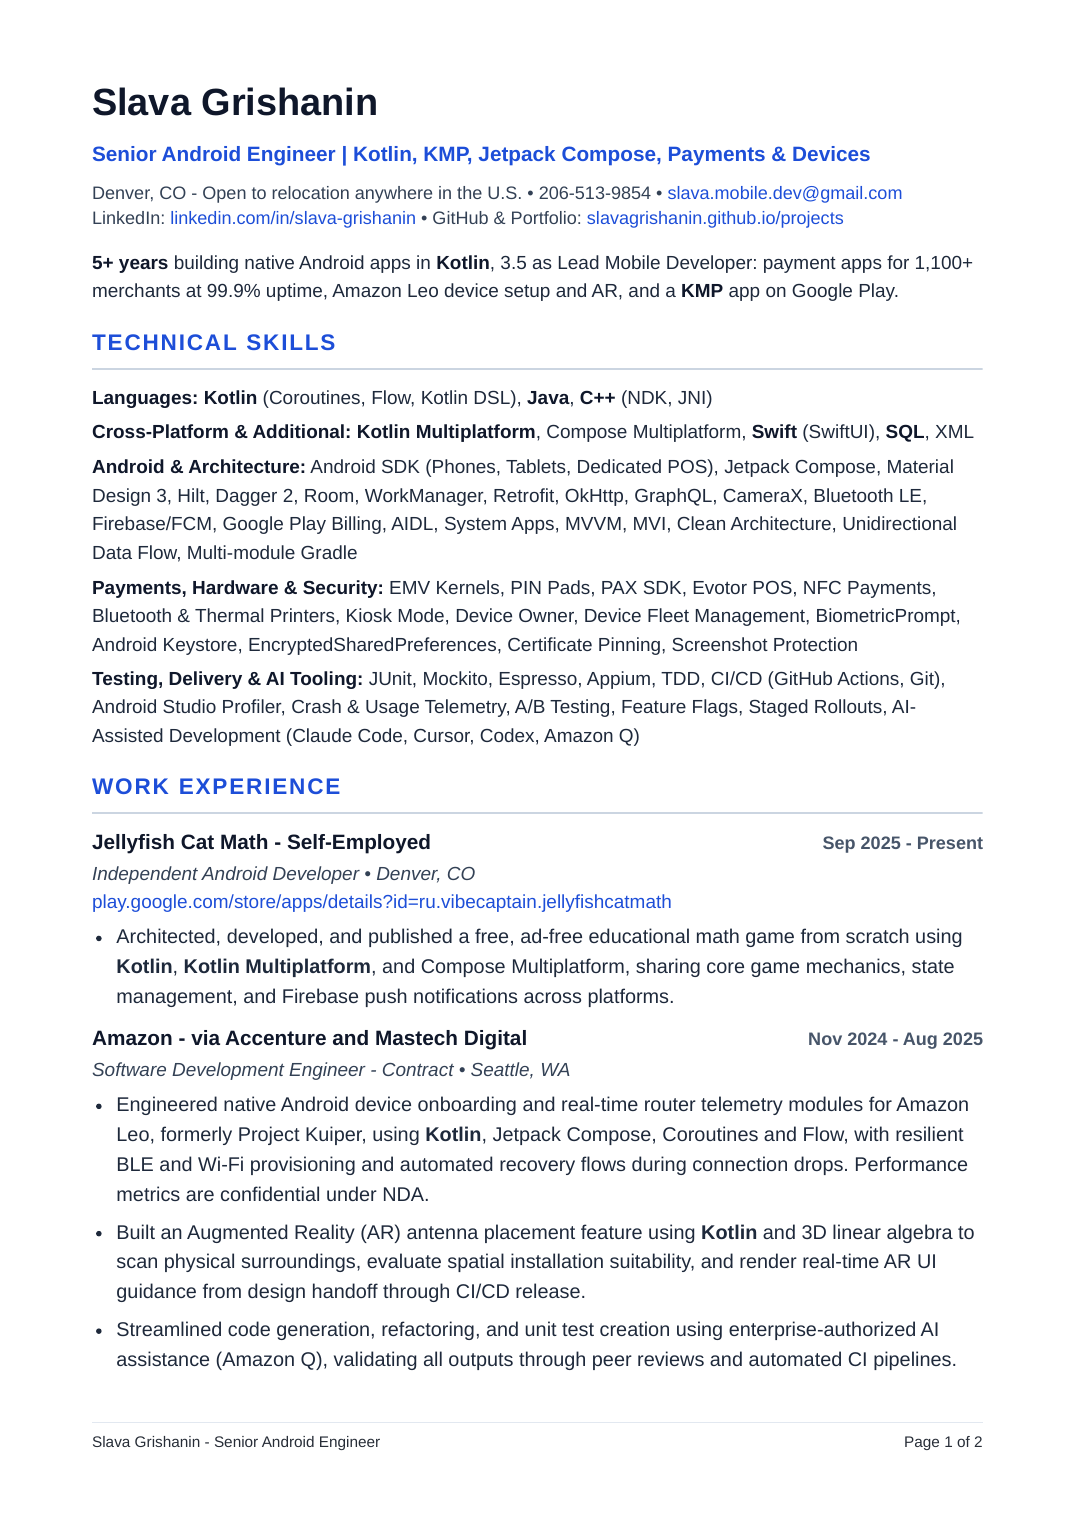 Slava Grishanin
Senior Android Engineer | Kotlin, KMP, Jetpack Compose, Payments & Devices
Denver, CO - Open to relocation anywhere in the U.S. • 206-513-9854 • slava.mobile.dev@gmail.com
LinkedIn: linkedin.com/in/slava-grishanin • GitHub & Portfolio: slavagrishanin.github.io/projects
5+ years building native Android apps in Kotlin, 3.5 as Lead Mobile Developer: payment apps for 1,100+
merchants at 99.9% uptime, Amazon Leo device setup and AR, and a KMP app on Google Play.
TECHNICAL SKILLS
Languages: Kotlin (Coroutines, Flow, Kotlin DSL), Java, C++ (NDK, JNI)
Cross-Platform & Additional: Kotlin Multiplatform, Compose Multiplatform, Swift (SwiftUI), SQL, XML
Android & Architecture: Android SDK (Phones, Tablets, Dedicated POS), Jetpack Compose, Material
Design 3, Hilt, Dagger 2, Room, WorkManager, Retrofit, OkHttp, GraphQL, CameraX, Bluetooth LE,
Firebase/FCM, Google Play Billing, AIDL, System Apps, MVVM, MVI, Clean Architecture, Unidirectional
Data Flow, Multi-module Gradle
Payments, Hardware & Security: EMV Kernels, PIN Pads, PAX SDK, Evotor POS, NFC Payments,
Bluetooth & Thermal Printers, Kiosk Mode, Device Owner, Device Fleet Management, BiometricPrompt,
Android Keystore, EncryptedSharedPreferences, Certificate Pinning, Screenshot Protection
Testing, Delivery & AI Tooling: JUnit, Mockito, Espresso, Appium, TDD, CI/CD (GitHub Actions, Git),
Android Studio Profiler, Crash & Usage Telemetry, A/B Testing, Feature Flags, Staged Rollouts, AI-
Assisted Development (Claude Code, Cursor, Codex, Amazon Q)
WORK EXPERIENCE
Jellyfish Cat Math - Self-Employed Sep 2025 - Present
Independent Android Developer • Denver, CO
play.google.com/store/apps/details?id=ru.vibecaptain.jellyfishcatmath
• Architected, developed, and published a free, ad-free educational math game from scratch using
Kotlin, Kotlin Multiplatform, and Compose Multiplatform, sharing core game mechanics, state
management, and Firebase push notifications across platforms.
Amazon - via Accenture and Mastech Digital Nov 2024 - Aug 2025
Software Development Engineer - Contract • Seattle, WA
• Engineered native Android device onboarding and real-time router telemetry modules for Amazon
Leo, formerly Project Kuiper, using Kotlin, Jetpack Compose, Coroutines and Flow, with resilient
BLE and Wi-Fi provisioning and automated recovery flows during connection drops. Performance
metrics are confidential under NDA.
• Built an Augmented Reality (AR) antenna placement feature using Kotlin and 3D linear algebra to
scan physical surroundings, evaluate spatial installation suitability, and render real-time AR UI
guidance from design handoff through CI/CD release.
• Streamlined code generation, refactoring, and unit test creation using enterprise-authorized AI
assistance (Amazon Q), validating all outputs through peer reviews and automated CI pipelines.
Slava Grishanin - Senior Android Engineer Page 1 of 2